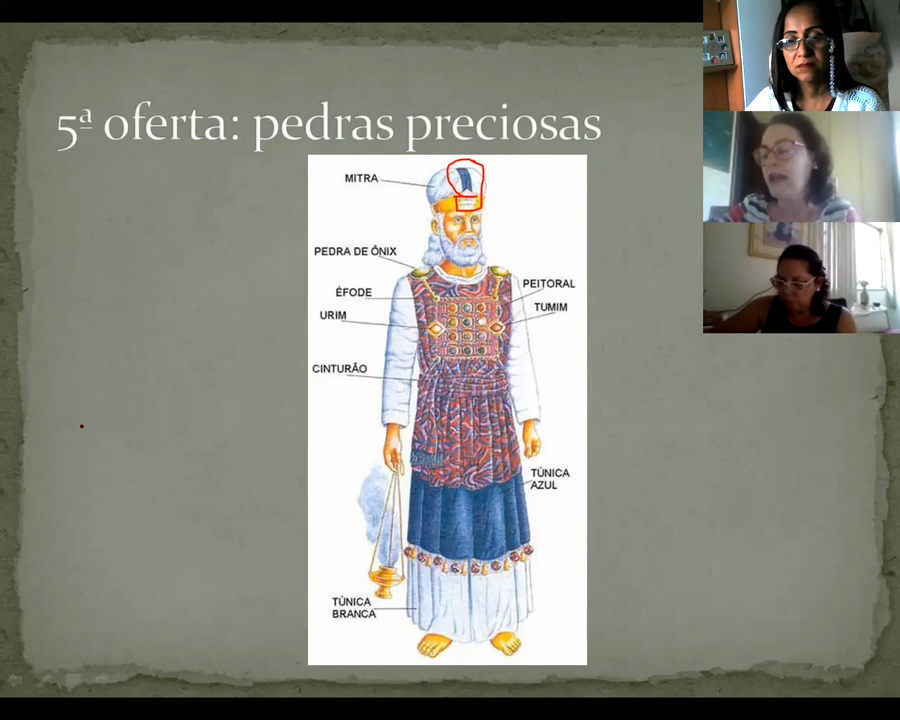 5ª oferta: pedras preciosas
MITRA
PEDRA DE ÔNIX
PEITORAL
ÉFODE
TUMIM
URIM
CINTURÃO
TÚNICA
AZUL
TÚNICA
BRANCA